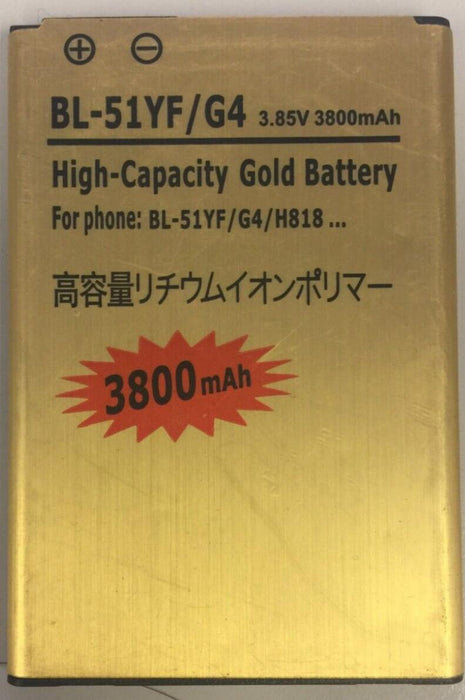 ⊕ ⊖
BL-51YF/G4 3.85V 3800mAh
High-Capacity Gold Battery
For phone: BL-51YF/G4/H818 ...
高容量リチウムイオンポリマー
3800mAh